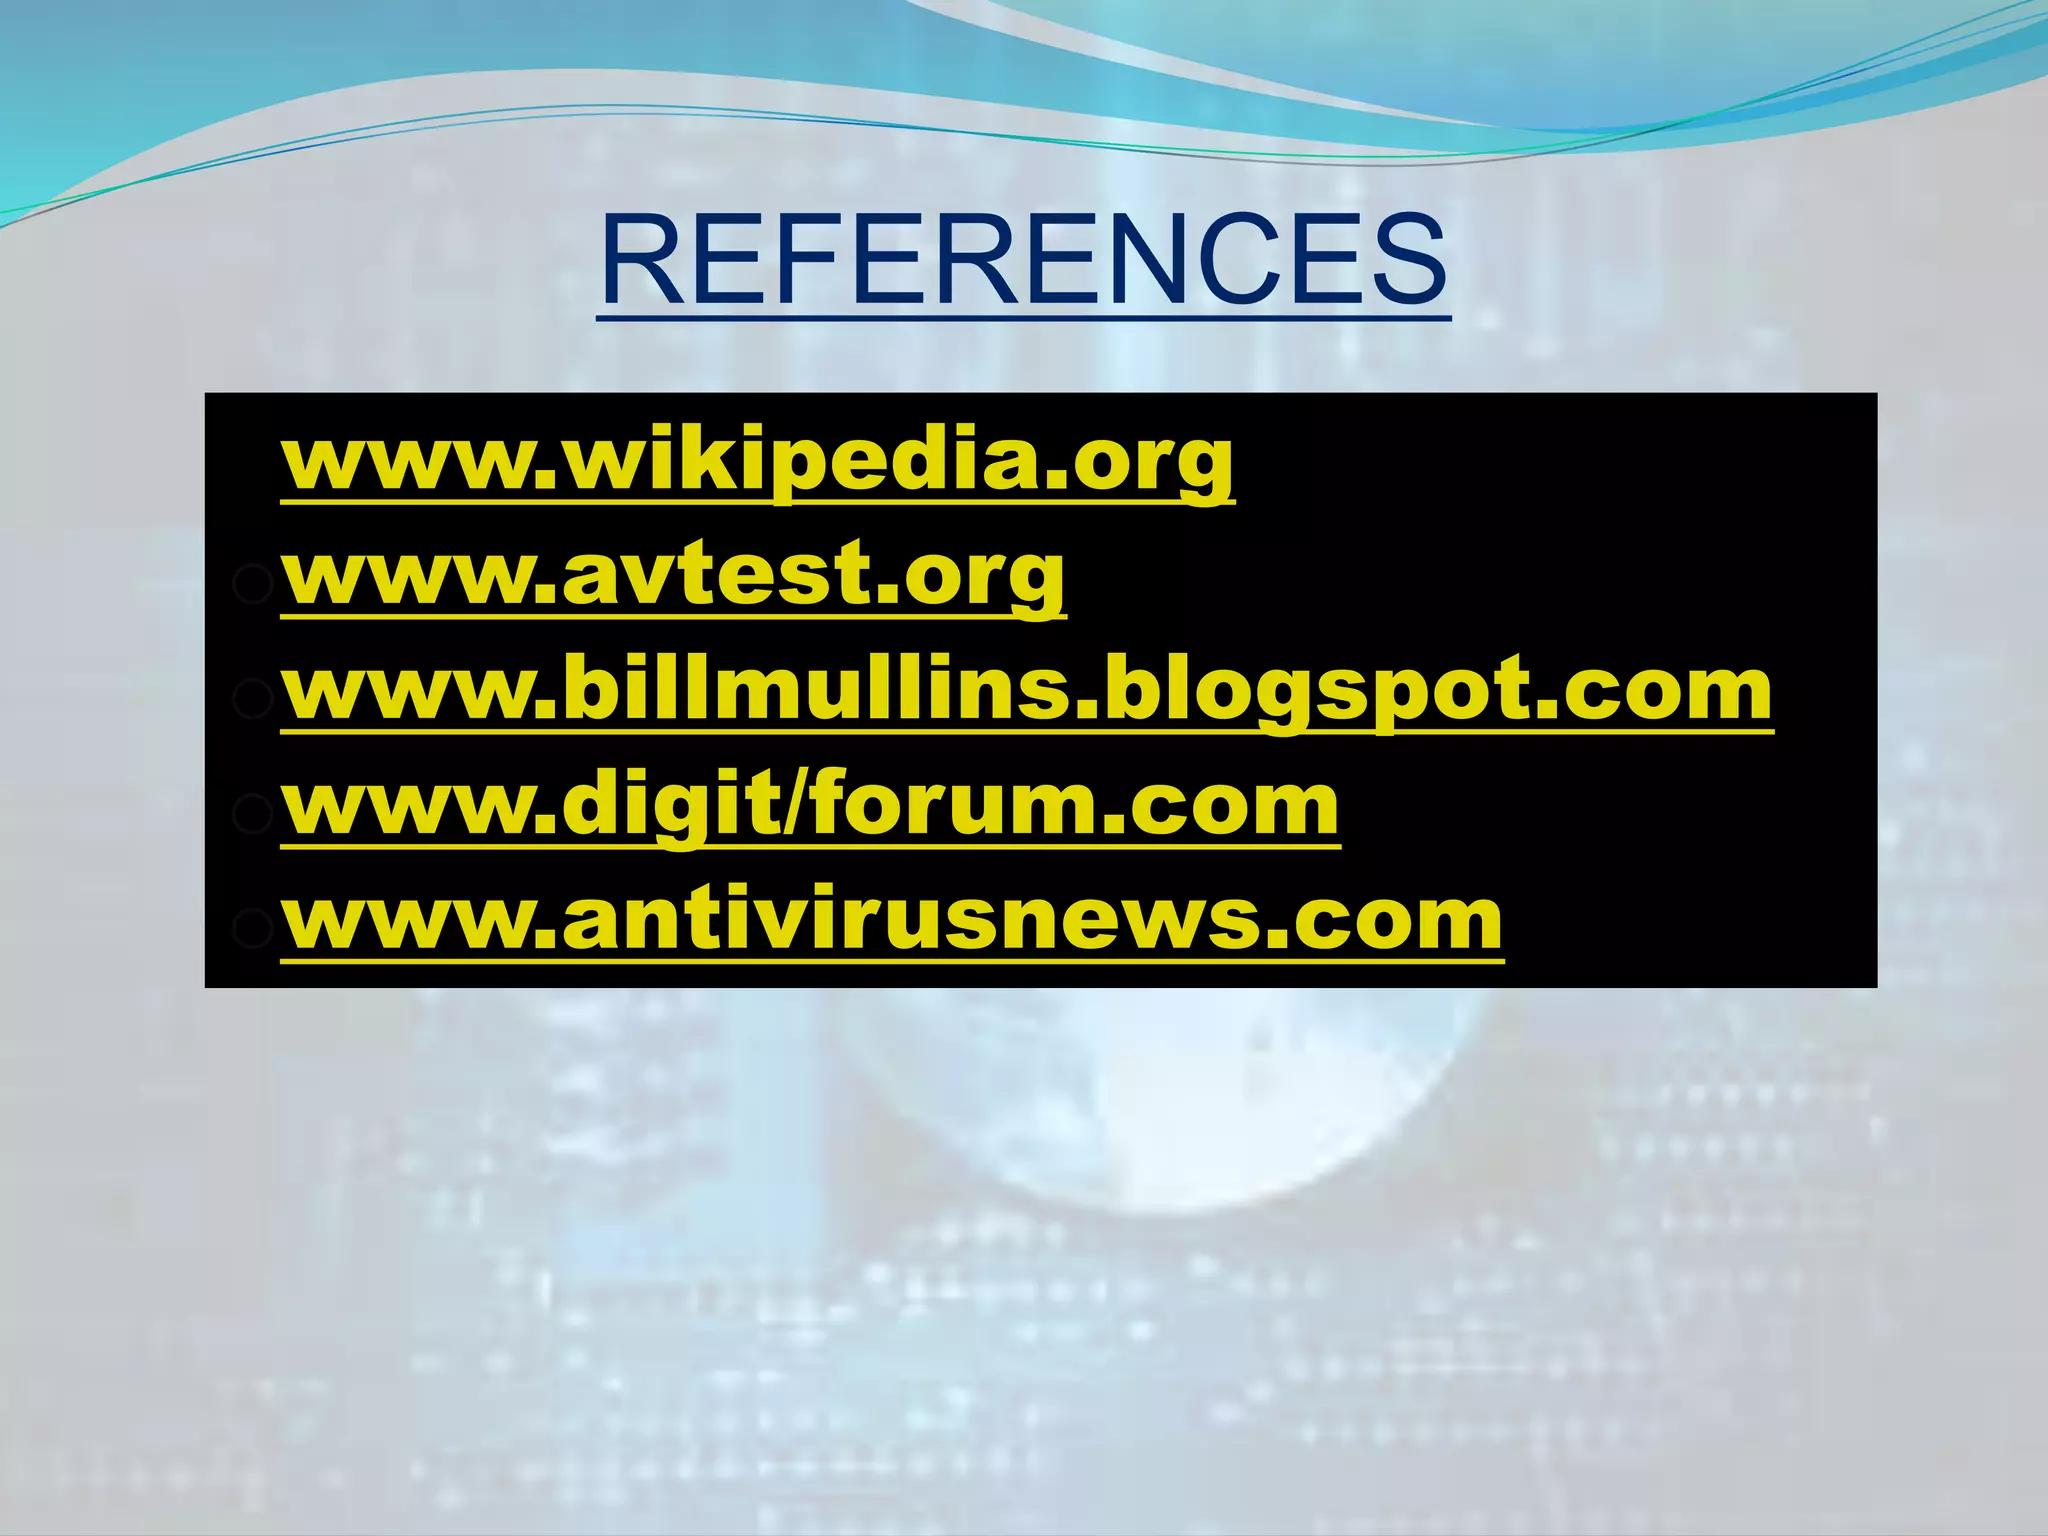 REFERENCES
www.wikipedia.org
www.avtest.org
www.billmullins.blogspot.com
www.digit/forum.com
www.antivirusnews.com